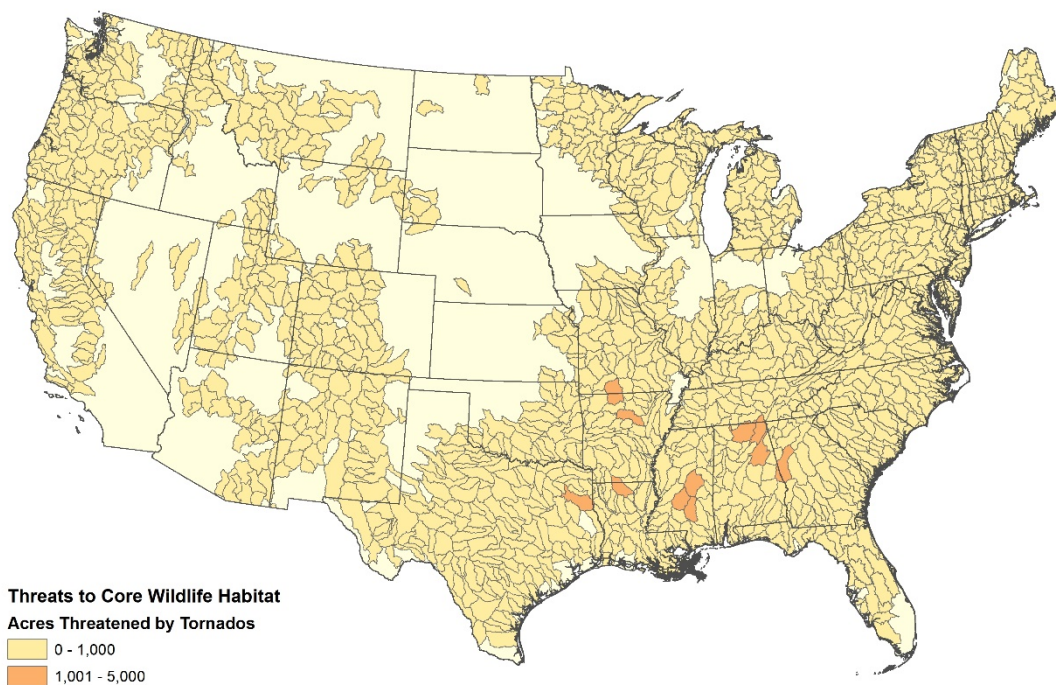 Threats to Core Wildlife Habitat
Acres Threatened by Tornados
0 - 1,000
1,001 - 5,000